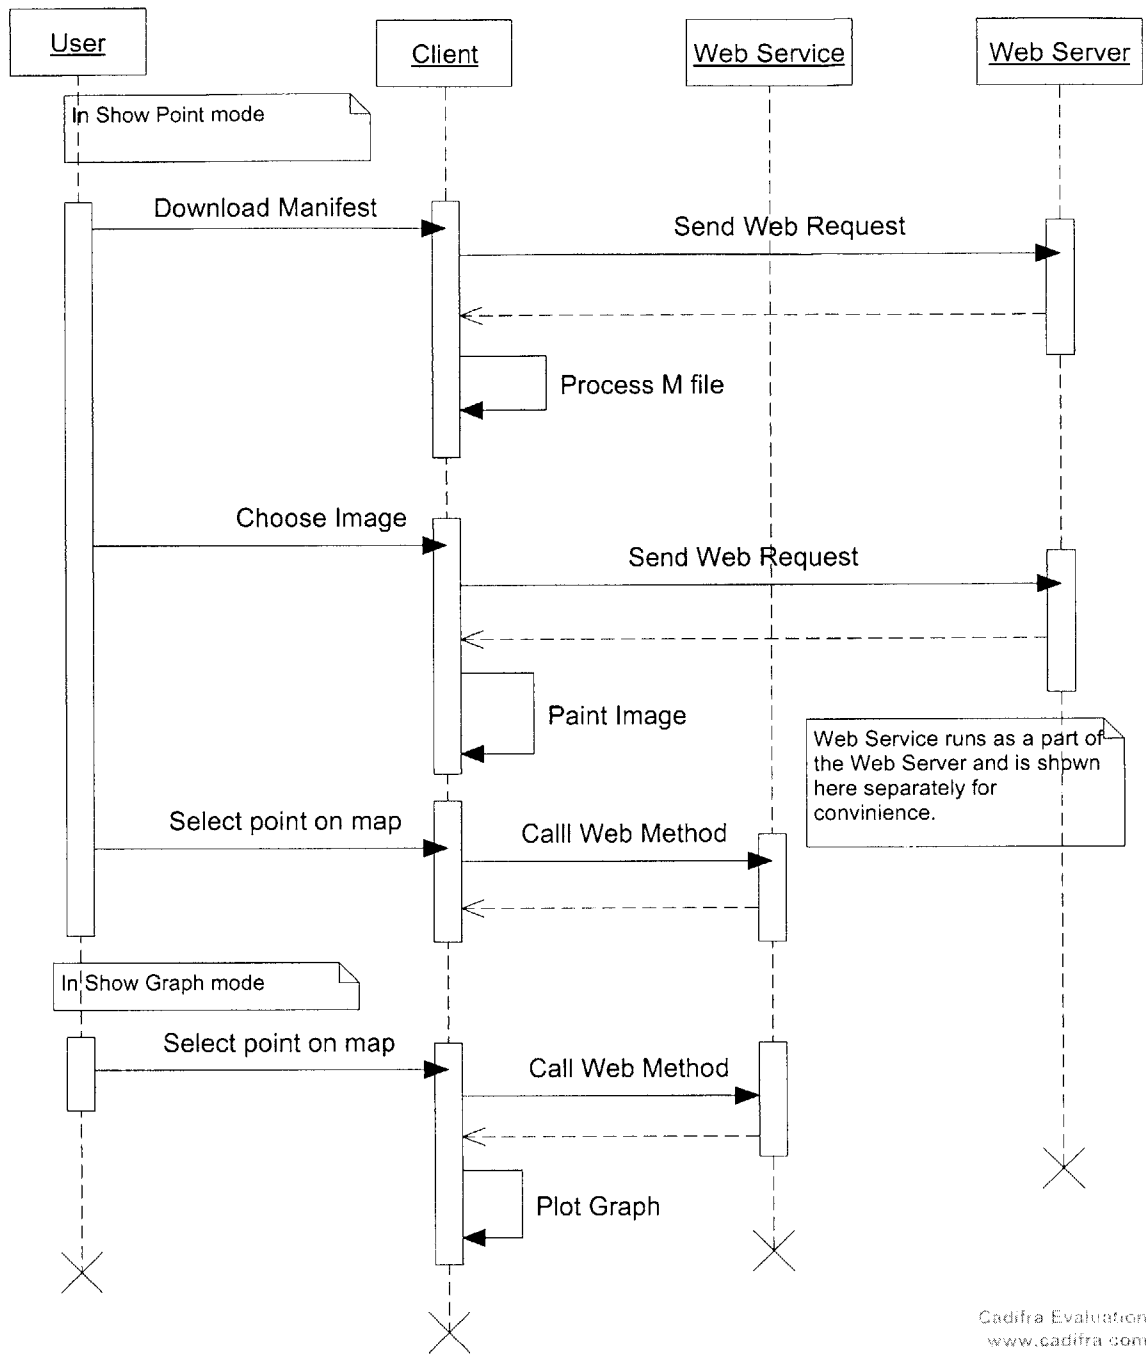 User
Client
Web Service
Web Server
In Show Point mode
Download Manifest
Send Web Request
Process M file
Choose Image
Send Web Request
Paint Image
Web Service runs as a part of
the Web Server and is shown
here separately for
convinience.
Select point on map
Calll Web Method
In Show Graph mode
Select point on map
Call Web Method
Plot Graph
Cadifra Evaluation
www.cadifra.com